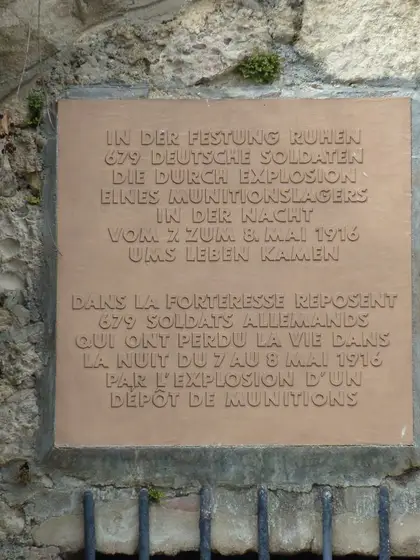 IN DER FESTUNG RUHEN
679 DEUTSCHE SOLDATEN
DIE DURCH EXPLOSION
EINES MUNITIONSLAGERS
IN DER NACHT
VOM 7. ZUM 8. MAI 1916
UMS LEBEN KAMEN
DANS LA FORTERESSE REPOSENT
679 SOLDATS ALLEMANDS
QUI ONT PERDU LA VIE DANS
LA NUIT DU 7 AU 8 MAI 1916
PAR L'EXPLOSION D'UN
DÉPÔT DE MUNITIONS